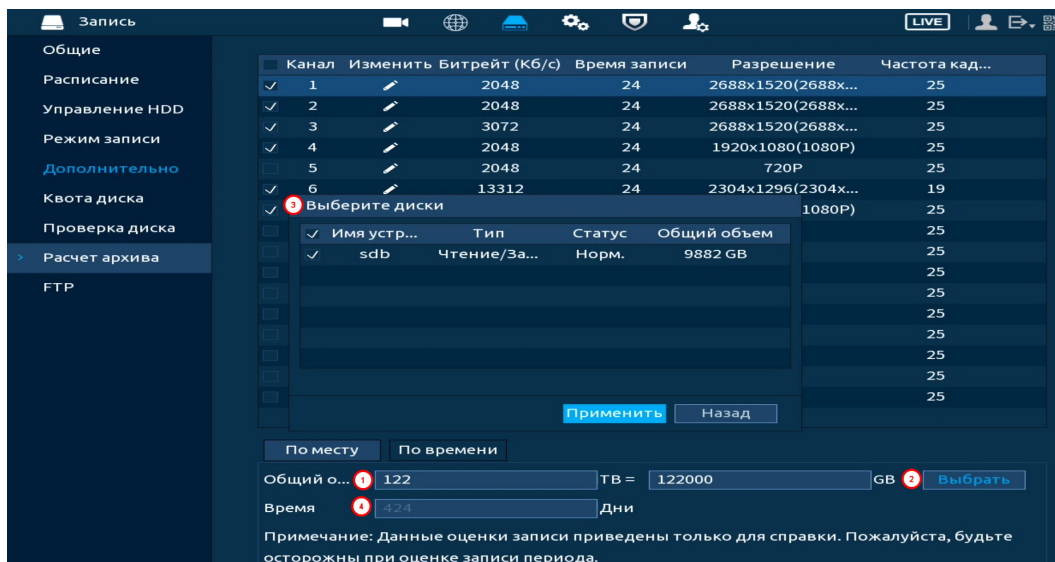 Запись LIVE
Общие
Расписание
Управление HDD
Режим записи
Дополнительно
Квота диска
Проверка диска
Расчет архива
FTP
Канал Изменить Битрейт (Кб/с) Время записи Разрешение Частота кад...
1 2048 24 2688x1520(2688x... 25
2 2048 24 2688x1520(2688x... 25
3 3072 24 2688x1520(2688x... 25
4 2048 24 1920x1080(1080P) 25
5 2048 24 720P 25
6 13312 24 2304x1296(2304x... 19
1080P) 25
25
25
25
25
25
25
25
25
3 Выберите диски
Имя устр... Тип Статус Общий объем
sdb Чтение/За... Норм. 9882 GB
Применить Назад
По месту По времени
Общий о... 1 122 TB = 122000 GB 2 Выбрать
Время 4 424 Дни
Примечание: Данные оценки записи приведены только для справки. Пожалуйста, будьте
осторожны при оценке записи периода.